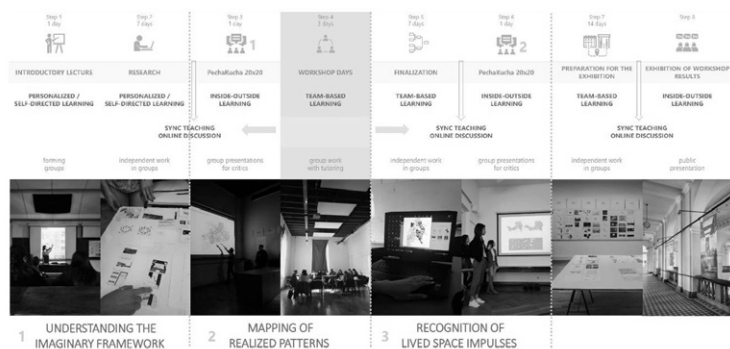 Step 1
1 day
Step 2
7 days
Step 3
1 day
Step 4
3 days
Step 5
7 days
Step 6
1 day
Step 7
14 days
Step 8
1
2
INTRODUCTORY LECTURE
RESEARCH
PechaKucha 20x20
WORKSHOP DAYS
FINALIZATION
PechaKucha 20x20
PREPARATION FOR THE
EXHIBITION
EXHIBITION OF WORKSHOP
RESULTS
PERSONALIZED /
SELF-DIRECTED LEARNING
PERSONALIZED /
SELF-DIRECTED LEARNING
INSIDE-OUTSIDE
LEARNING
TEAM-BASED
LEARNING
TEAM-BASED
LEARNING
INSIDE-OUTSIDE
LEARNING
TEAM-BASED
LEARNING
INSIDE-OUTSIDE
LEARNING
SYNC TEACHING
ONLINE DISCUSSION
SYNC TEACHING
ONLINE DISCUSSION
SYNC TEACHING
ONLINE DISCUSSION
forming
groups
independent work
in groups
group presentations
for critics
group work
with tutoring
independent work
in groups
group presentations
for critics
independent work
in groups
public
presentation
1 UNDERSTANDING THE
IMAGINARY FRAMEWORK
2 MAPPING OF
REALIZED PATTERNS
3 RECOGNITION OF
LIVED SPACE IMPULSES